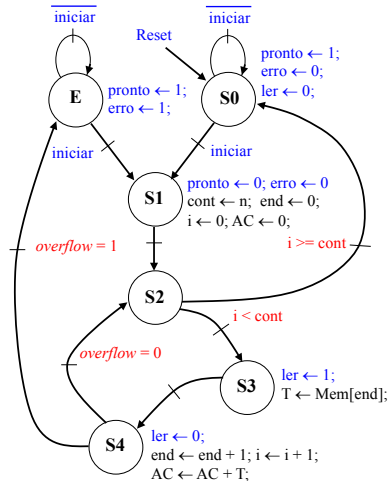 iniciar
iniciar
Reset
pronto ← 1;
erro ← 0;
ler ← 0;
pronto ← 1;
erro ← 1;
E
S0
iniciar
iniciar
S1
pronto ← 0; erro ← 0
cont ← n; end ← 0;
i ← 0; AC ← 0;
overflow = 1
i >= cont
S2
i < cont
overflow = 0
S3
ler ← 1;
T ← Mem[end];
S4
ler ← 0;
end ← end + 1; i ← i + 1;
AC ← AC + T;